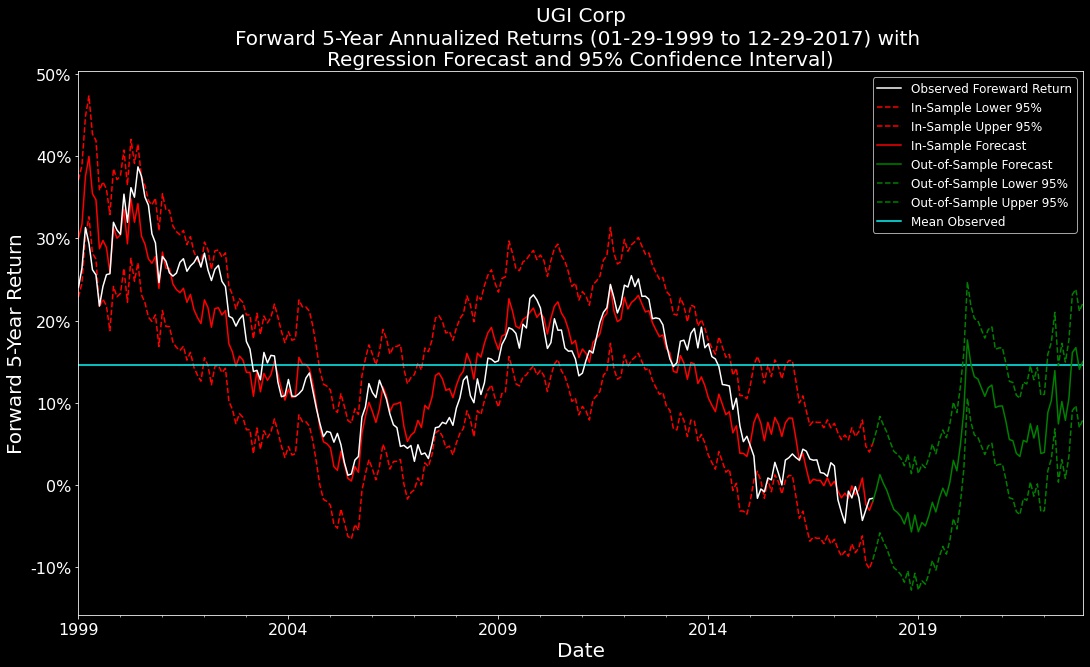 UGI Corp
Forward 5-Year Annualized Returns (01-29-1999 to 12-29-2017) with
Regression Forecast and 95% Confidence Interval)
50%
40%
30%
20%
10%
0%
-10%
Forward 5-Year Return
Observed Foreward Return
In-Sample Lower 95%
In-Sample Upper 95%
In-Sample Forecast
Out-of-Sample Forecast
Out-of-Sample Lower 95%
Out-of-Sample Upper 95%
Mean Observed
1999 2004 2009 2014 2019
Date